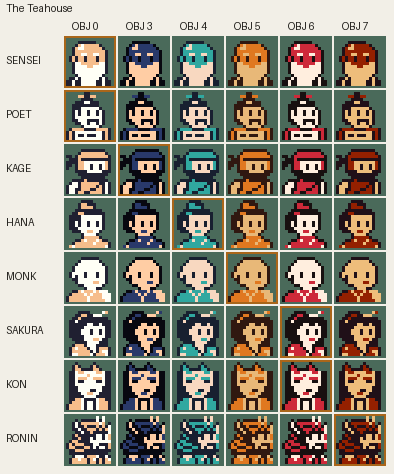 The Teahouse
OBJ 0 OBJ 3 OBJ 4 OBJ 5 OBJ 6 OBJ 7
SENSEI
POET
KAGE
HANA
MONK
SAKURA
KON
RONIN